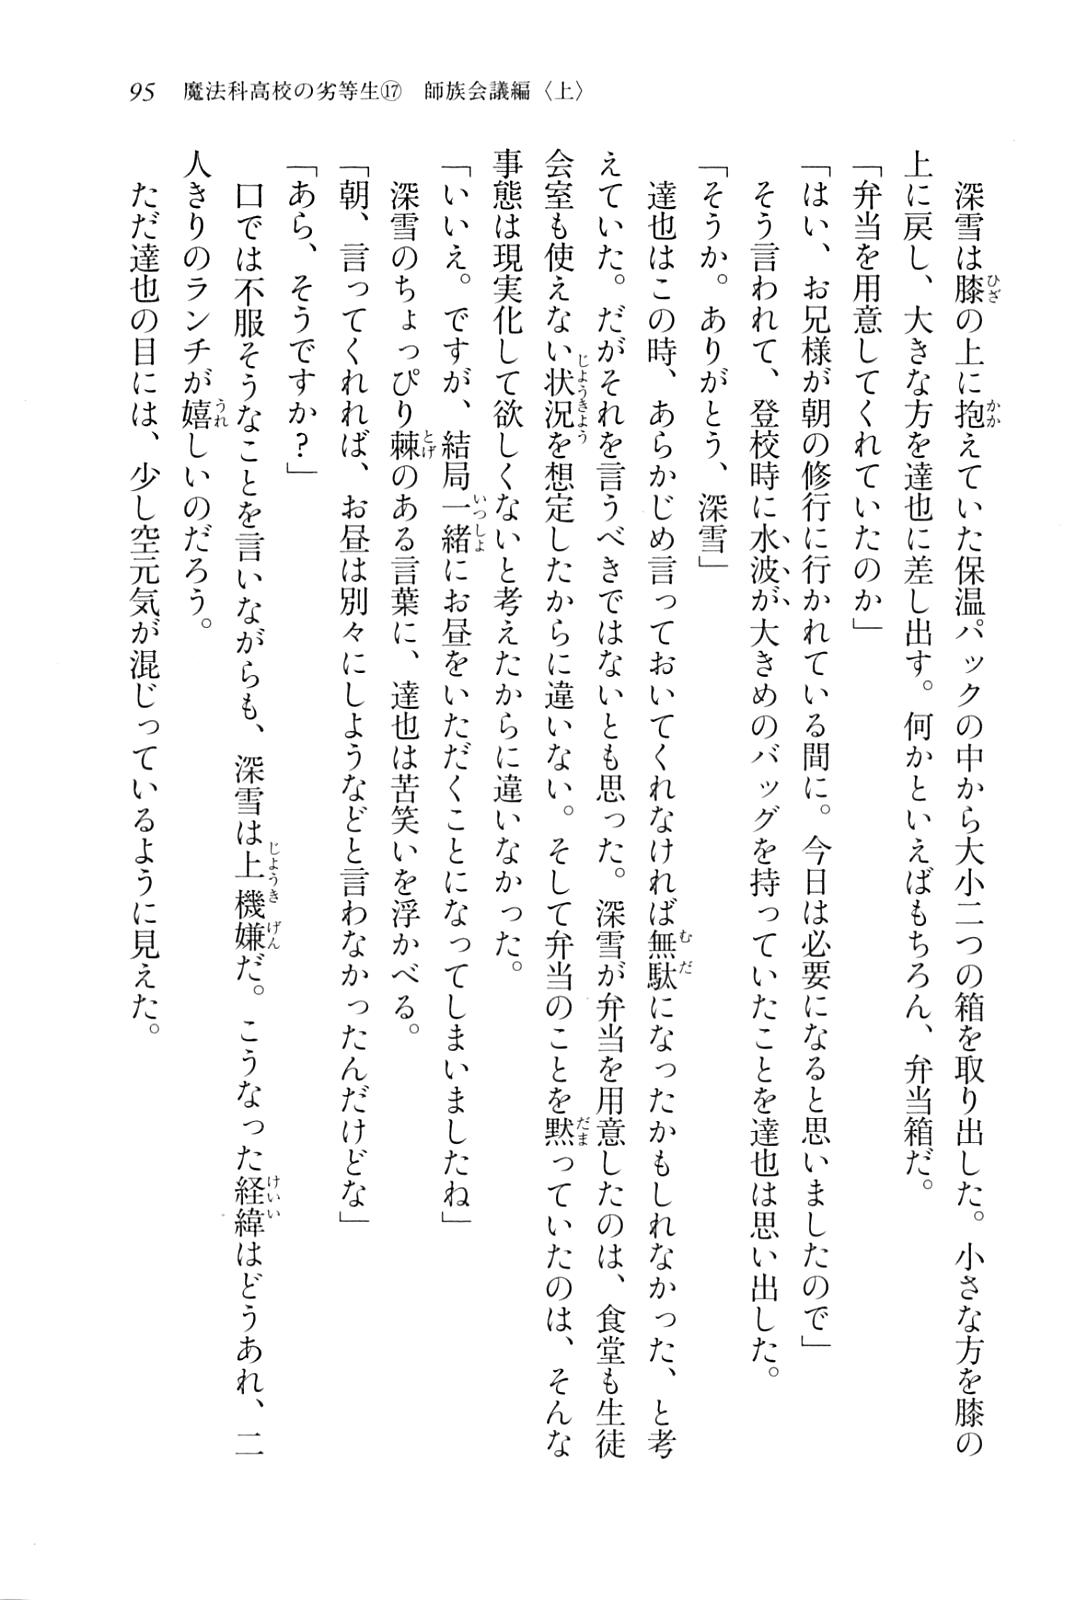 95　魔法科高校の劣等生⑰　師族会議編〈上〉
　深雪は膝の上に抱えていた保温パックの中から大小二つの箱を取り出した。小さな方を膝の
上に戻し、大きな方を達也に差し出す。何かといえばもちろん、弁当箱だ。
「弁当を用意してくれていたのか」
「はい、お兄様が朝の修行に行かれている間に。今日は必要になると思いましたので」
　そう言われて、登校時に水波が大きめのバッグを持っていたことを達也は思い出した。
「そうか。ありがとう、深雪」
　達也はこの時、あらかじめ言っておいてくれなければ無駄になったかもしれなかった、と考
えていた。だがそれを言うべきではないとも思った。深雪が弁当を用意したのは、食堂も生徒
会室も使えない状況を想定したからに違いない。そして弁当のことを黙っていたのは、そんな
事態は現実化して欲しくないと考えたからに違いなかった。
「いいえ。ですが、結局一緒にお昼をいただくことになってしまいましたね」
　深雪のちょっぴり棘のある言葉に、達也は苦笑いを浮かべる。
「朝、言ってくれれば、お昼は別々にしようなどと言わなかったんだけどな」
「あら、そうですか？」
　口では不服そうなことを言いながらも、深雪は上機嫌だ。こうなった経緯はどうあれ、二
人きりのランチが嬉しいのだろう。
　ただ達也の目には、少し空元気が混じっているように見えた。